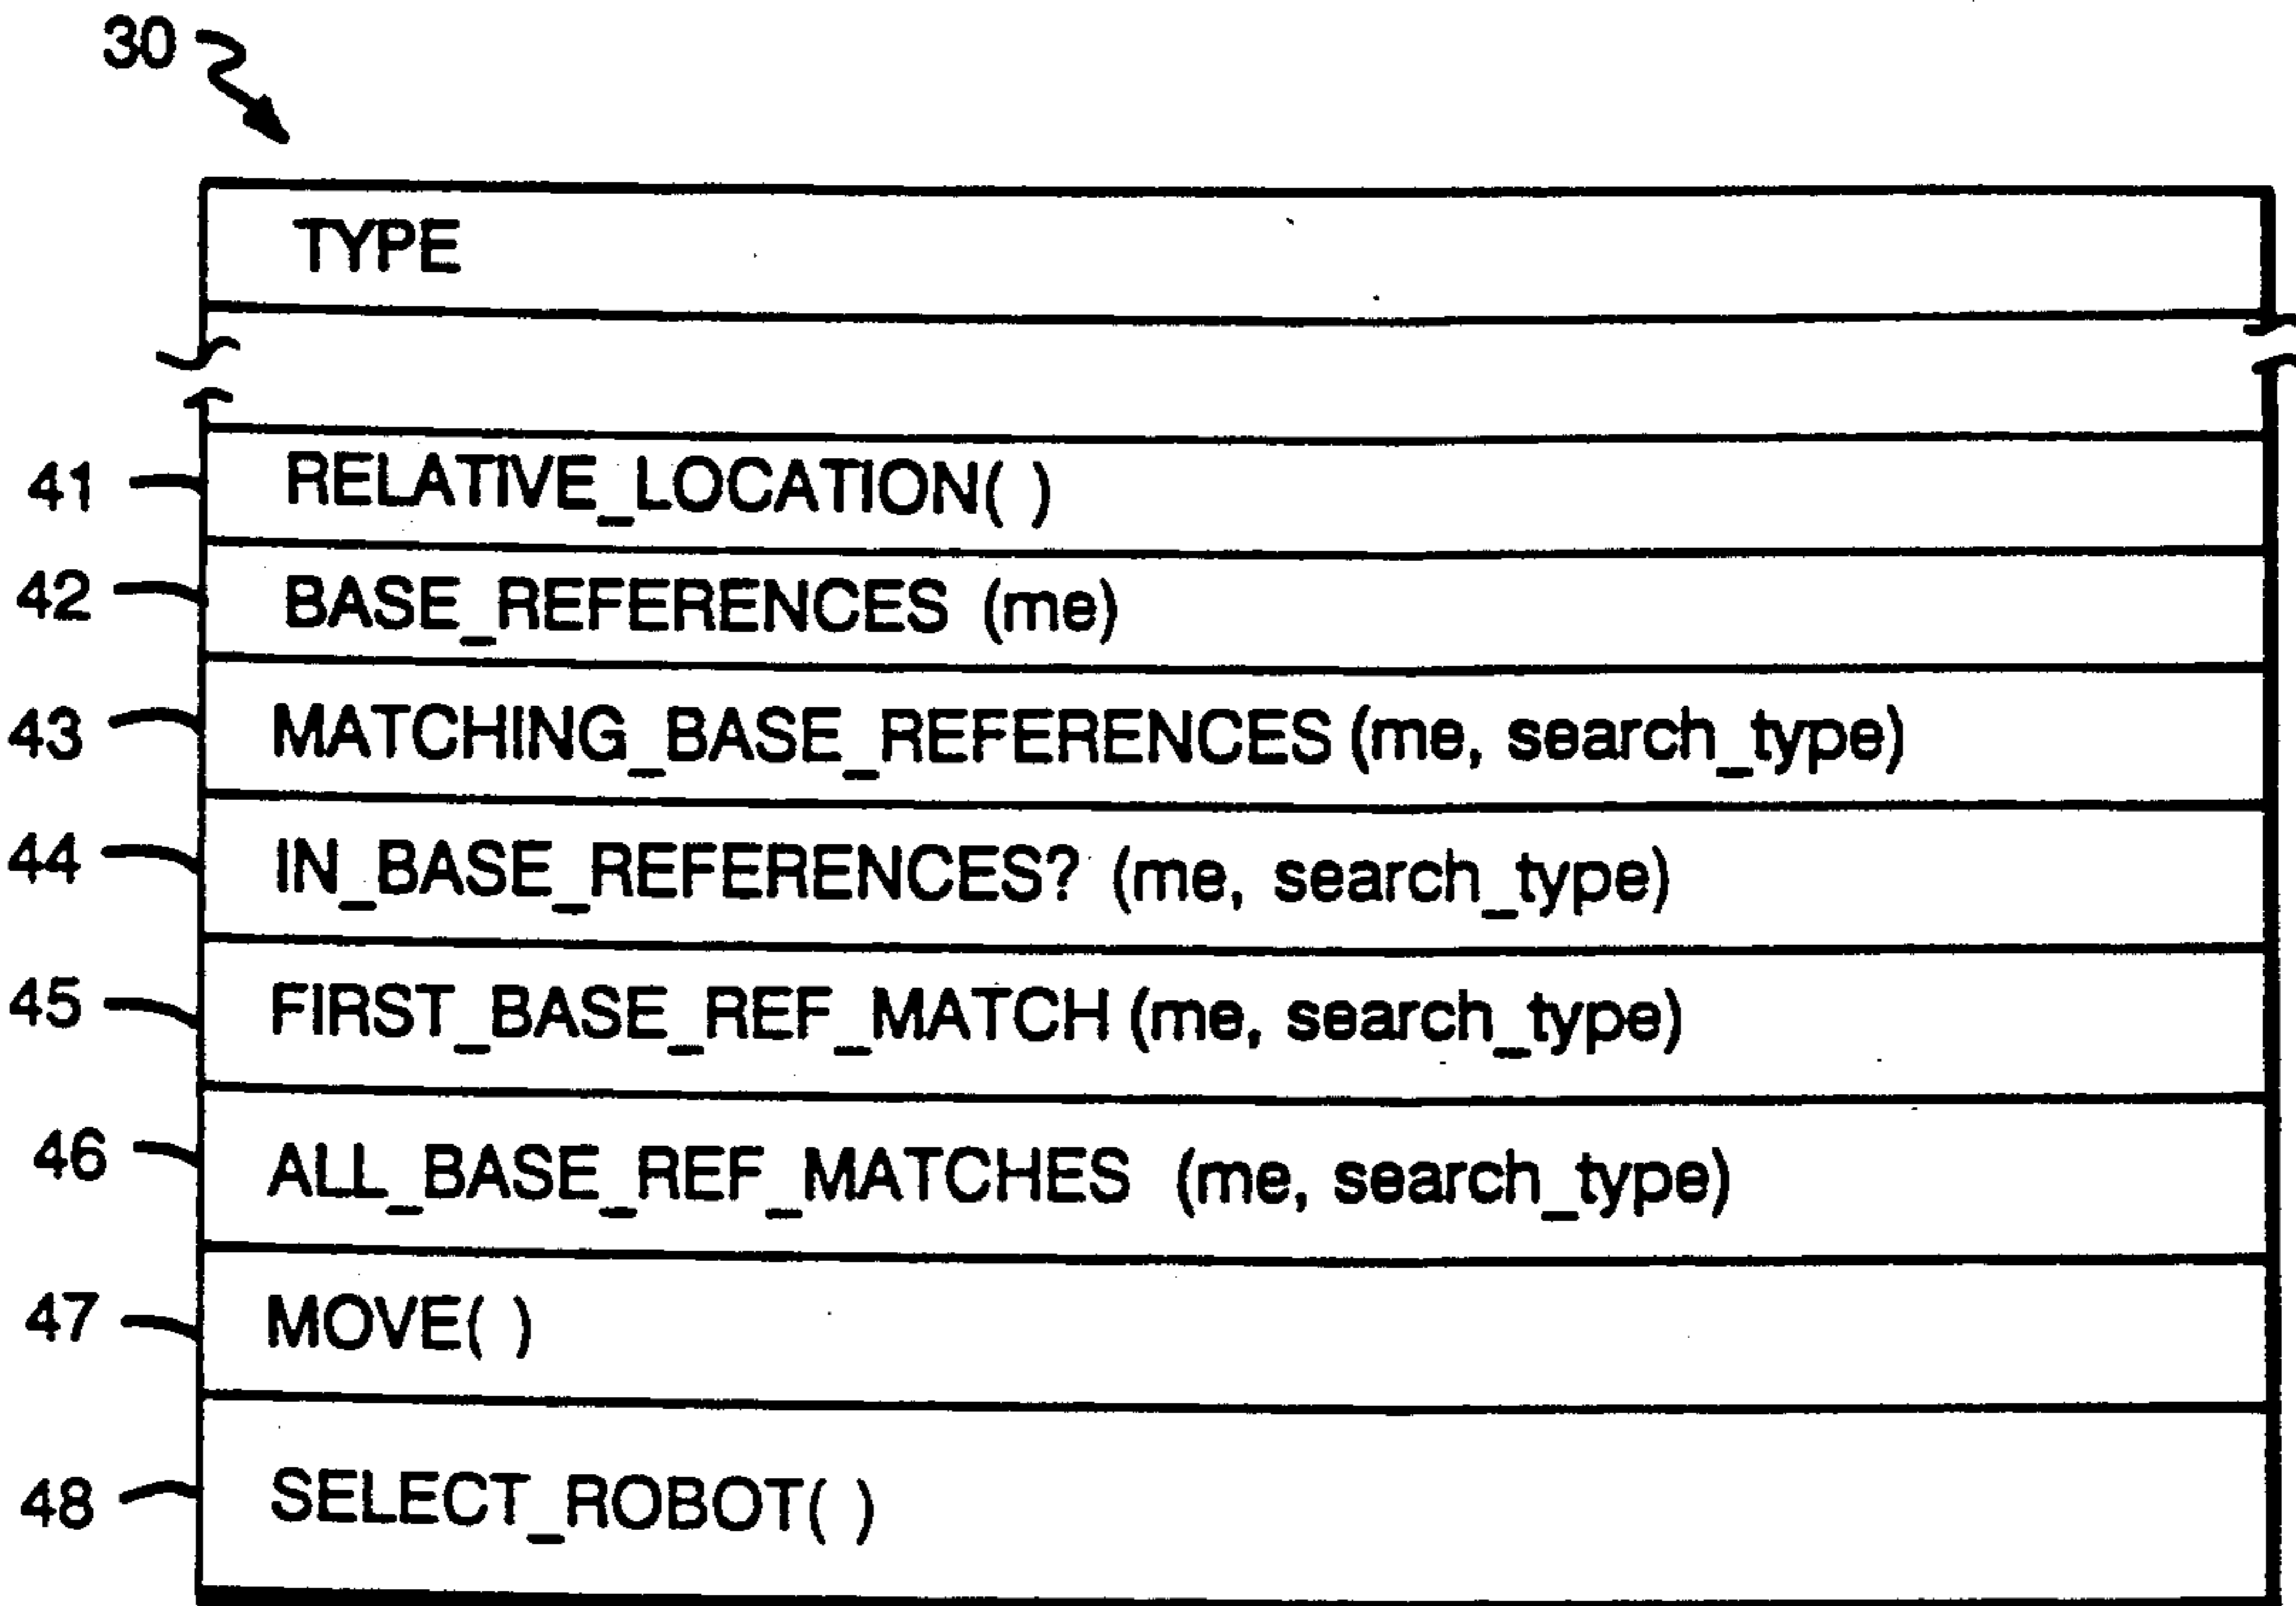 30
TYPE
41 RELATIVE_LOCATION( )
42 BASE_REFERENCES (me)
43 MATCHING_BASE_REFERENCES (me, search_type)
44 IN_BASE_REFERENCES? (me, search_type)
45 FIRST_BASE_REF_MATCH (me, search_type)
46 ALL_BASE_REF_MATCHES (me, search_type)
47 MOVE( )
48 SELECT_ROBOT( )